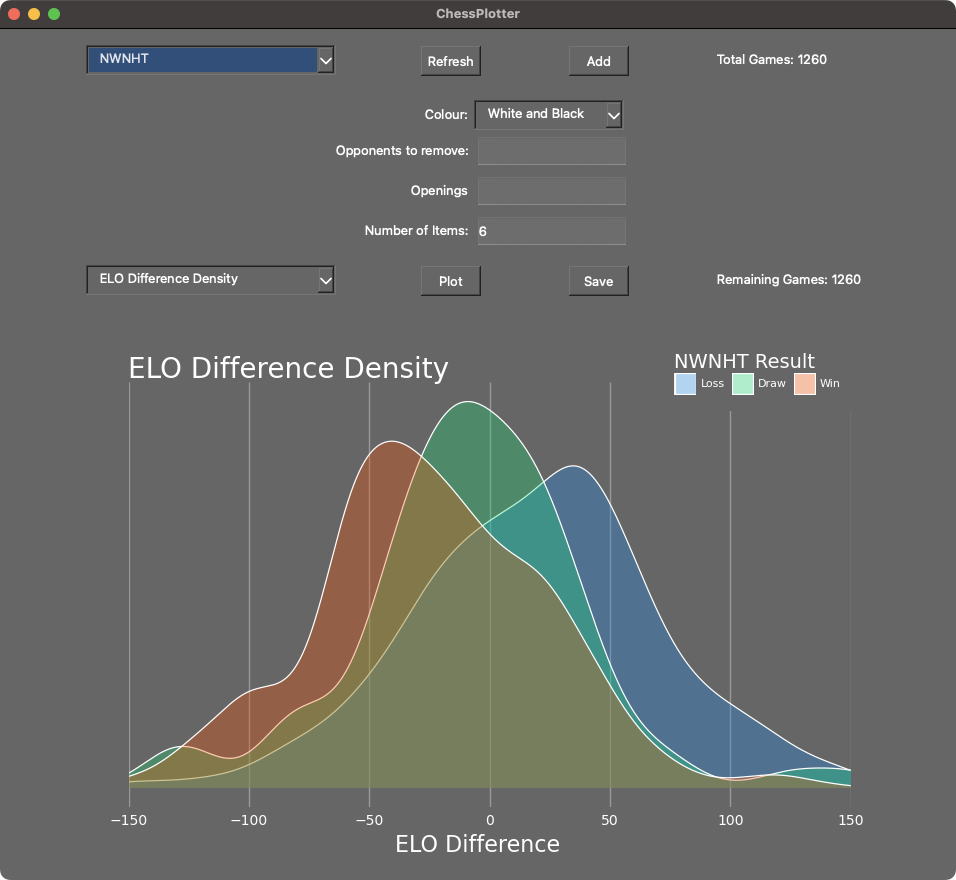 ChessPlotter
NWNHT Refresh Add Total Games: 1260
Colour: White and Black
Opponents to remove:
Openings
Number of Items: 6
ELO Difference Density Plot Save Remaining Games: 1260
ELO Difference Density
NWNHT Result
Loss Draw Win
−150 −100 −50 0 50 100 150
ELO Difference